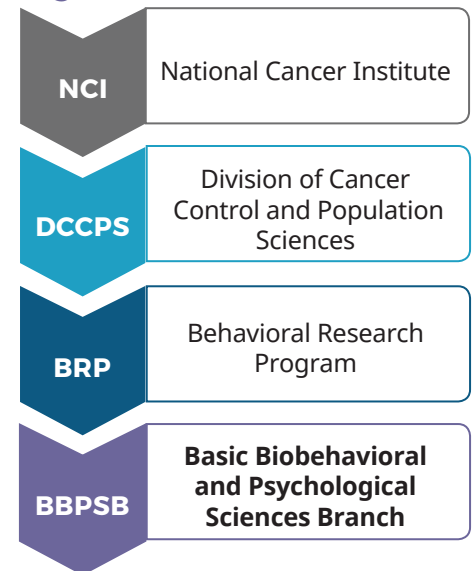 NCI
National Cancer Institute
DCCPS
Division of Cancer
Control and Population
Sciences
BRP
Behavioral Research
Program
BBPSB
Basic Biobehavioral
and Psychological
Sciences Branch